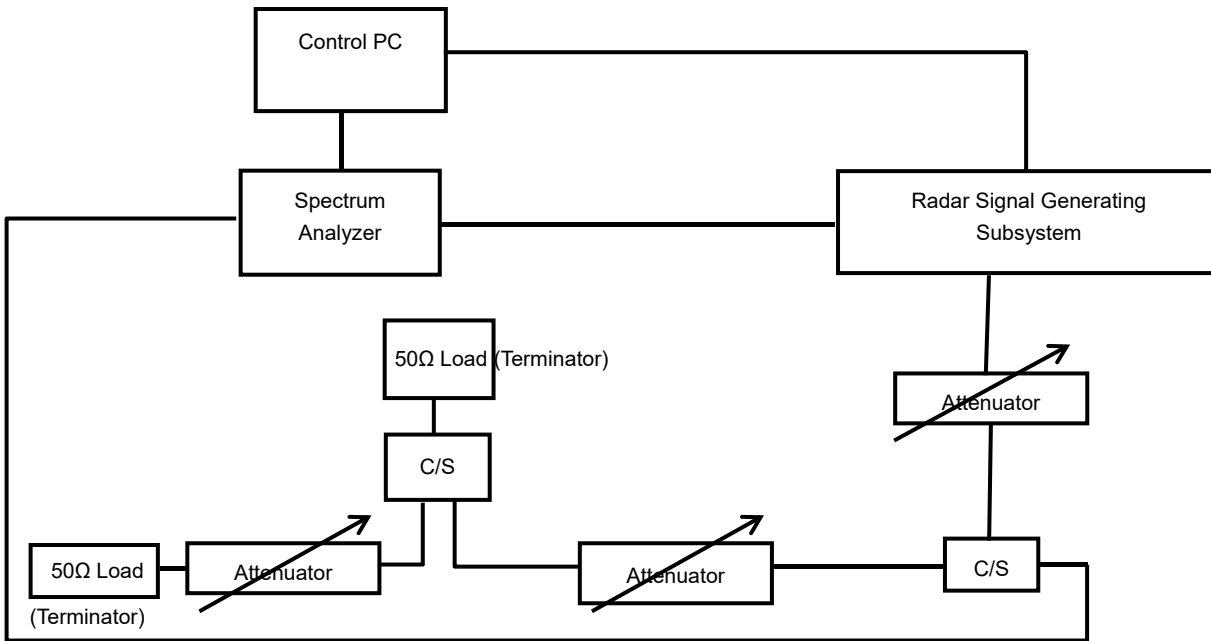 Control PC
Spectrum
Analyzer
Radar Signal Generating
Subsystem
50Ω Load (Terminator)
Attenuator
C/S
50Ω Load
(Terminator)
Attenuator
Attenuator
C/S